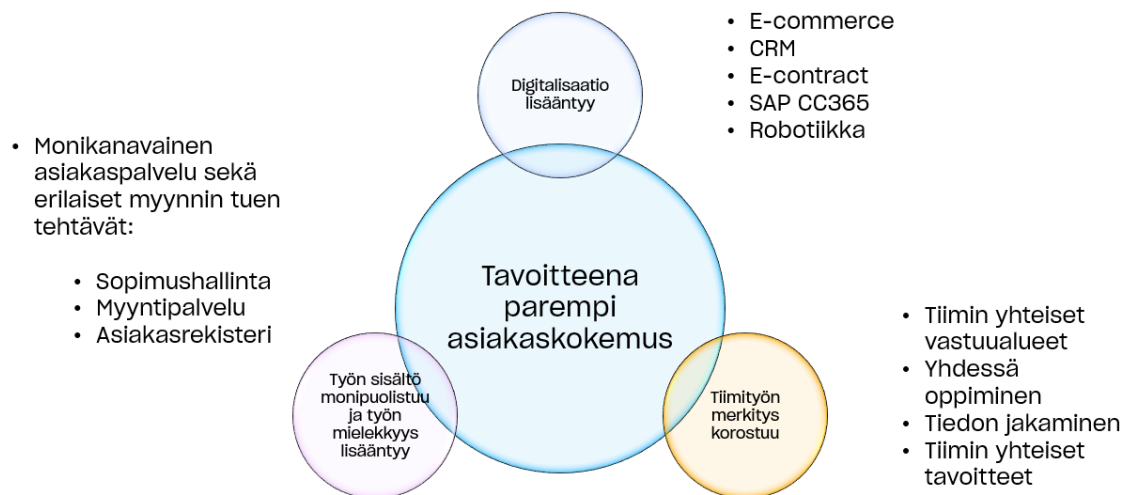 Digitalisaatio
lisääntyy
• E-commerce
• CRM
• E-contract
• SAP CC365
• Robotiikka
• Monikanavainen
asiakaspalvelu sekä
erilaiset myynnin tuen
tehtävät:
• Sopimushallinta
• Myyntipalvelu
• Asiakasrekisteri
Tavoitteena
parempi
asiakaskokemus
Työn sisältö
monipuolistuu
ja työn
mielekkyys
lisääntyy
Tiimityön
merkitys
korostuu
• Tiimin yhteiset
vastuualueet
• Yhdessä
oppiminen
• Tiedon jakaminen
• Tiimin yhteiset
tavoitteet